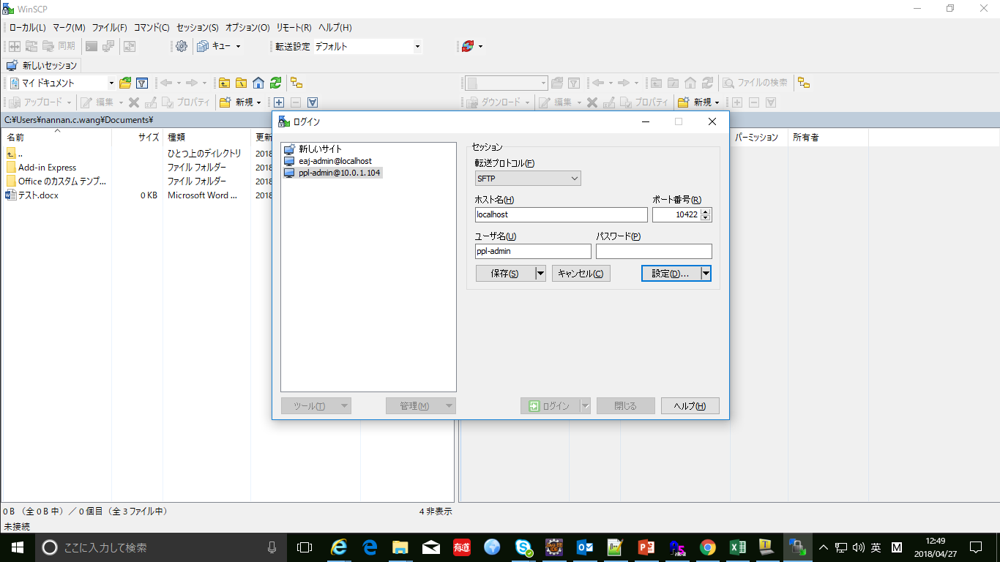 WinSCP
ローカル(L) マーク(M) ファイル(F) コマンド(C) セッション(S) オプション(O) リモート(R) ヘルプ(H)
同期 キュー 転送設定 デフォルト
新しいセッション
マイ ドキュメント ファイルの検索
アップロード 編集 プロパティ 新規 ダウンロード 編集 プロパティ 新規
C:¥Users¥nannan.c.wang¥Documents¥
名前 サイズ 種類 更新 パーミッション 所有者
.. ひとつ上のディレクトリ 2018
Add-in Express ファイル フォルダー 2018
Office のカスタム テンプ... ファイル フォルダー 2018
テスト.docx 0 KB Microsoft Word ... 2018
ログイン
新しいサイト
eaj-admin@localhost
ppl-admin@10.0.1.104
セッション
転送プロトコル(F)
SFTP
ホスト名(H) ポート番号(R)
localhost 10422
ユーザ名(U) パスワード(P)
ppl-admin
保存(S) キャンセル(C) 設定(D)...
ツール(T) 管理(M) ログイン 閉じる ヘルプ(H)
0 B （全 0 B 中）／ 0 個目（全 3 ファイル中） 4 非表示
未接続
ここに入力して検索 有道 英 M 12:49
2018/04/27